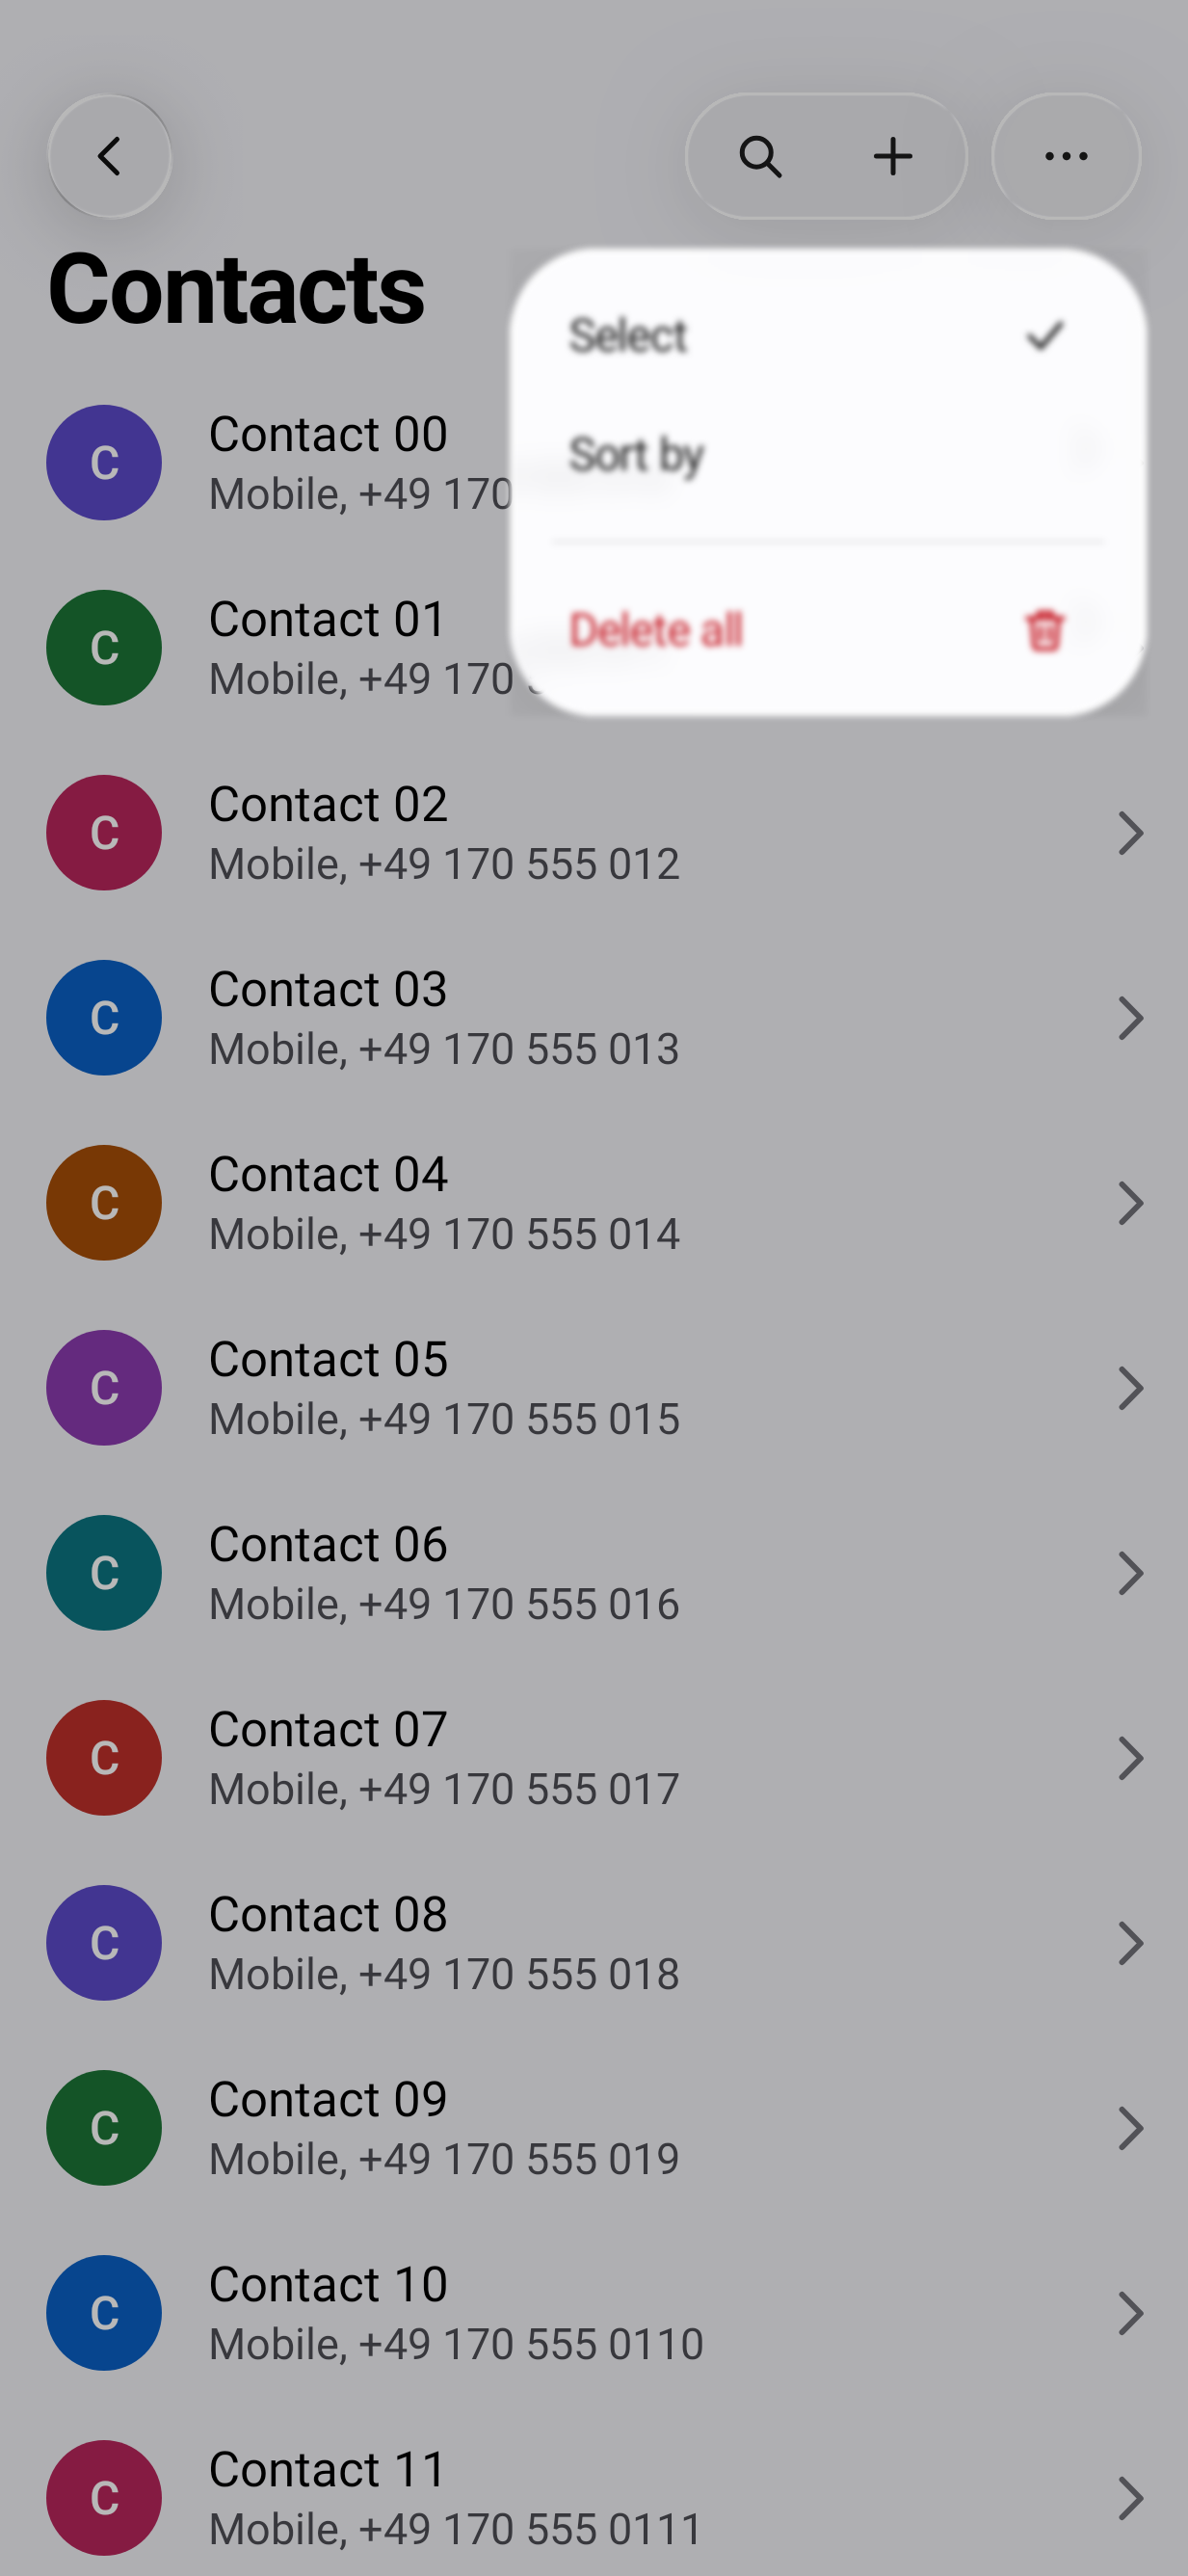 Contacts
Select
Sort by
Delete all
C
Contact 00
Mobile, +49 170
C
Contact 01
Mobile, +49 170
C
Contact 02
Mobile, +49 170 555 012
C
Contact 03
Mobile, +49 170 555 013
C
Contact 04
Mobile, +49 170 555 014
C
Contact 05
Mobile, +49 170 555 015
C
Contact 06
Mobile, +49 170 555 016
C
Contact 07
Mobile, +49 170 555 017
C
Contact 08
Mobile, +49 170 555 018
C
Contact 09
Mobile, +49 170 555 019
C
Contact 10
Mobile, +49 170 555 0110
C
Contact 11
Mobile, +49 170 555 0111